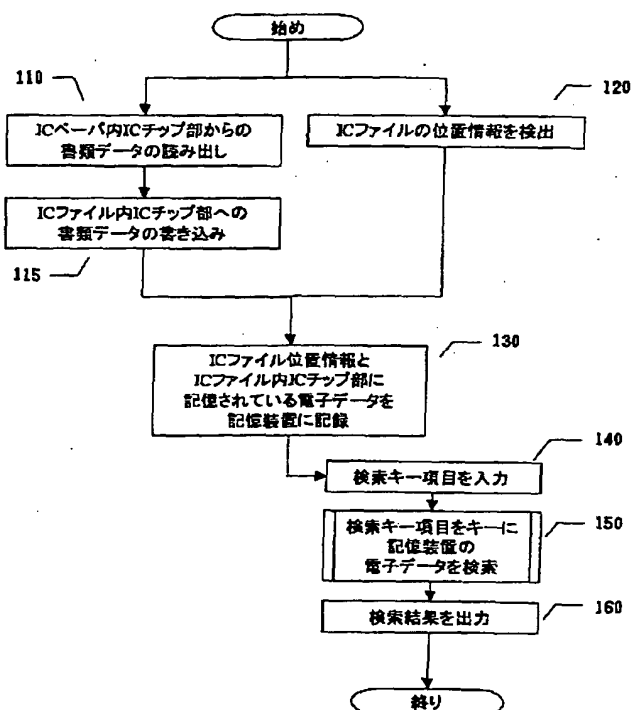 始め
110
120
ICペーパ内ICチップ部からの
書類データの読み出し
ICファイルの位置情報を検出
ICファイル内ICチップ部への
書類データの書き込み
115
130
ICファイル位置情報と
ICファイル内ICチップ部に
記憶されている電子データを
記憶装置に記録
140
検索キー項目を入力
150
検索キー項目をキーに
記憶装置の
電子データを検索
160
検索結果を出力
終り